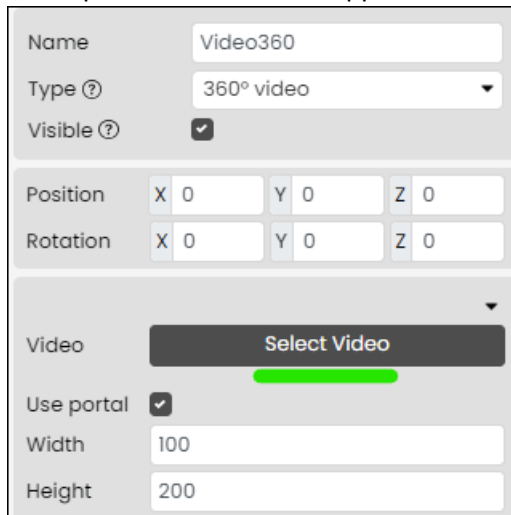 Name Video360
Type ? 360° video
Visible ?
Position X 0 Y 0 Z 0
Rotation X 0 Y 0 Z 0
Video Select Video
Use portal
Width 100
Height 200